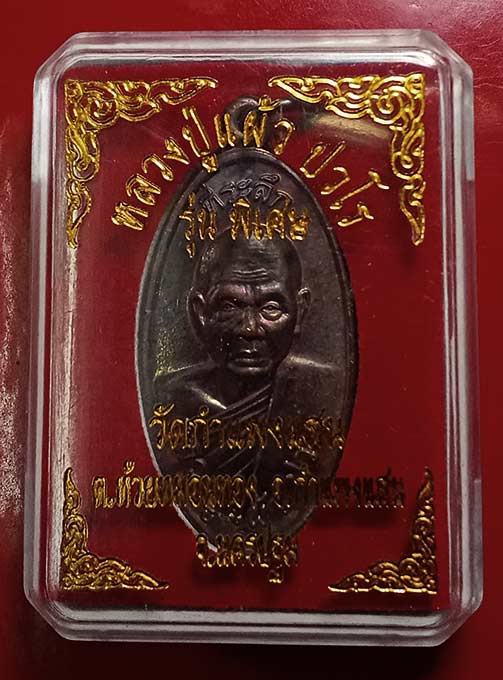 หลวงปู่แผ้ว ปวโร
ที่ระลึก
รุ่น พิเศษ
วัดกำแพงแสน
ต.ห้วยหมอนทอง อ.กำแพงแสน
จ.นครปฐม